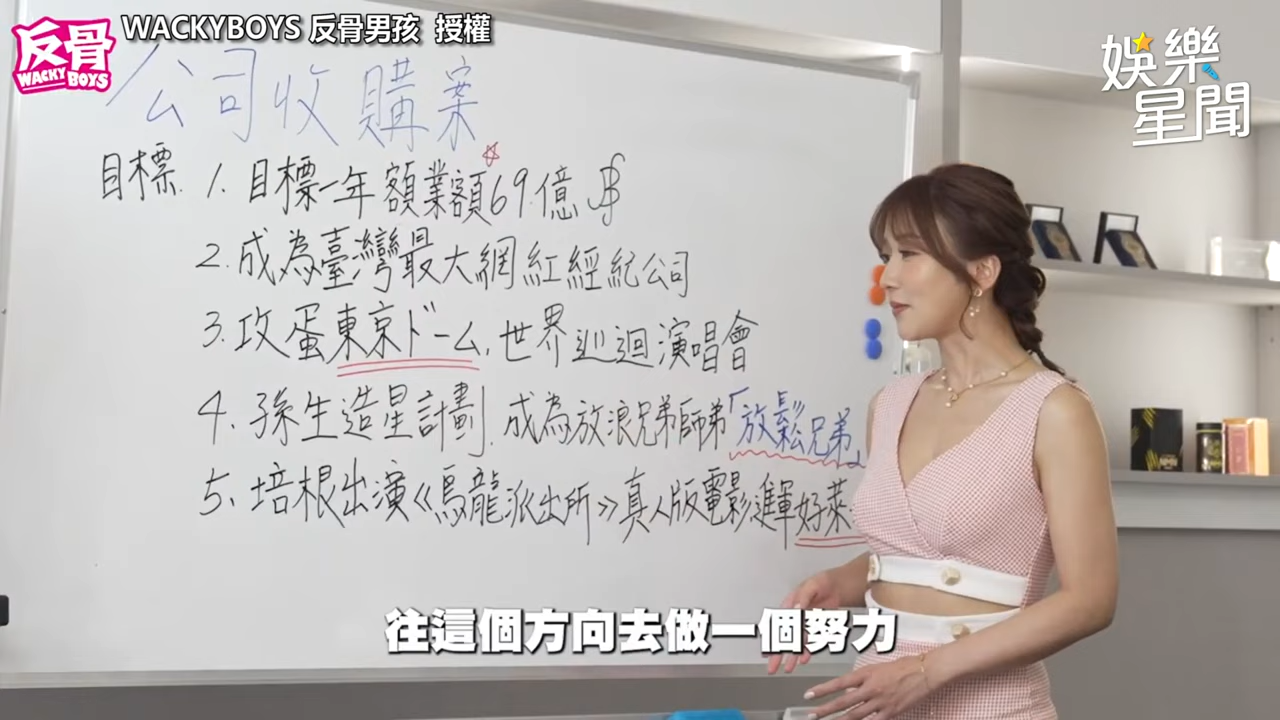 反骨
WACKY BOYS
WACKYBOYS 反骨男孩 授權
娛樂
星聞
公司收購案
目標. 1. 目標一年額業額69億
2. 成為臺灣最大網紅經紀公司
3. 攻蛋東京ドーム, 世界巡迴演唱會
4. 孫生造星計劃, 成為放浪兄弟師弟「放鬆兄弟」
5. 培根出演《烏龍派出所》真人版電影進軍好萊
往這個方向去做一個努力